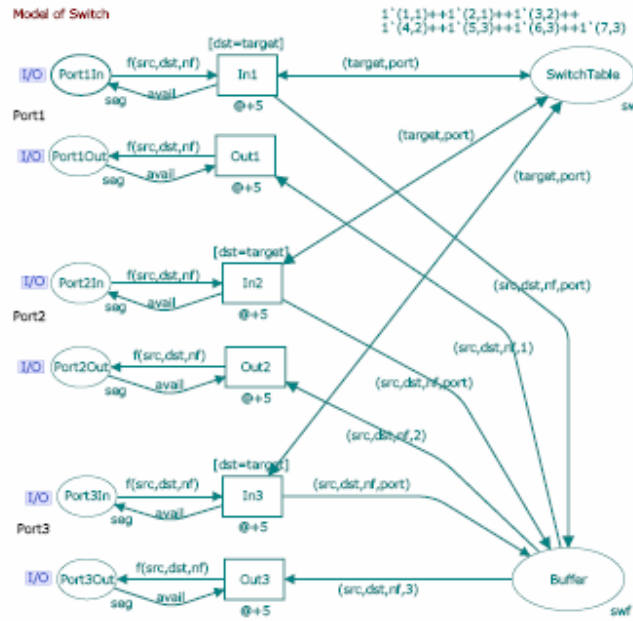 Model of Switch
1`(1,1)++1`(2,1)++1`(3,2)++
1`(4,2)++1`(5,3)++1`(6,3)++1`(7,3)
[dst=target]
I/O Port1In f(src,dst,nf) In1 (target,port) SwitchTable
seg avail @+5 sw
Port1
I/O Port1Out f(src,dst,nf) Out1
seg avail @+5
(target,port)
(target,port)
[dst=target]
I/O Port2In f(src,dst,nf) In2
seg avail @+5
(src,dst,nf,port)
Port2
I/O Port2Out f(src,dst,nf) Out2
seg avail @+5
(src,dst,nf,1)
(src,dst,nf,port)
(src,dst,nf,2)
[dst=target]
I/O Port3In f(src,dst,nf) In3 (src,dst,nf,port)
seg avail @+5
Port3
I/O Port3Out f(src,dst,nf) Out3 (src,dst,nf,3) Buffer
seg avail @+5 swf